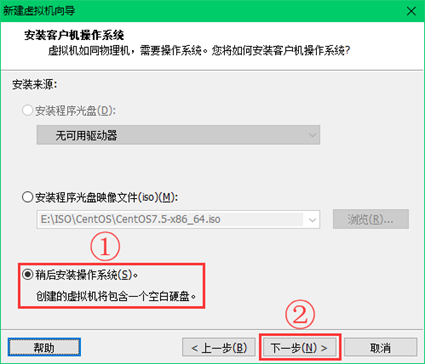 新建虚拟机向导
安装客户机操作系统
虚拟机如同物理机，需要操作系统。您将如何安装客户机操作系统?
安装来源:
安装程序光盘(D):
无可用驱动器
安装程序光盘映像文件(iso)(M):
E:\ISO\CentOS\CentOS7.5-x86_64.iso
浏览(R)...
①
稍后安装操作系统(S)。
创建的虚拟机将包含一个空白硬盘。
②
帮助
< 上一步(B)
下一步(N) >
取消